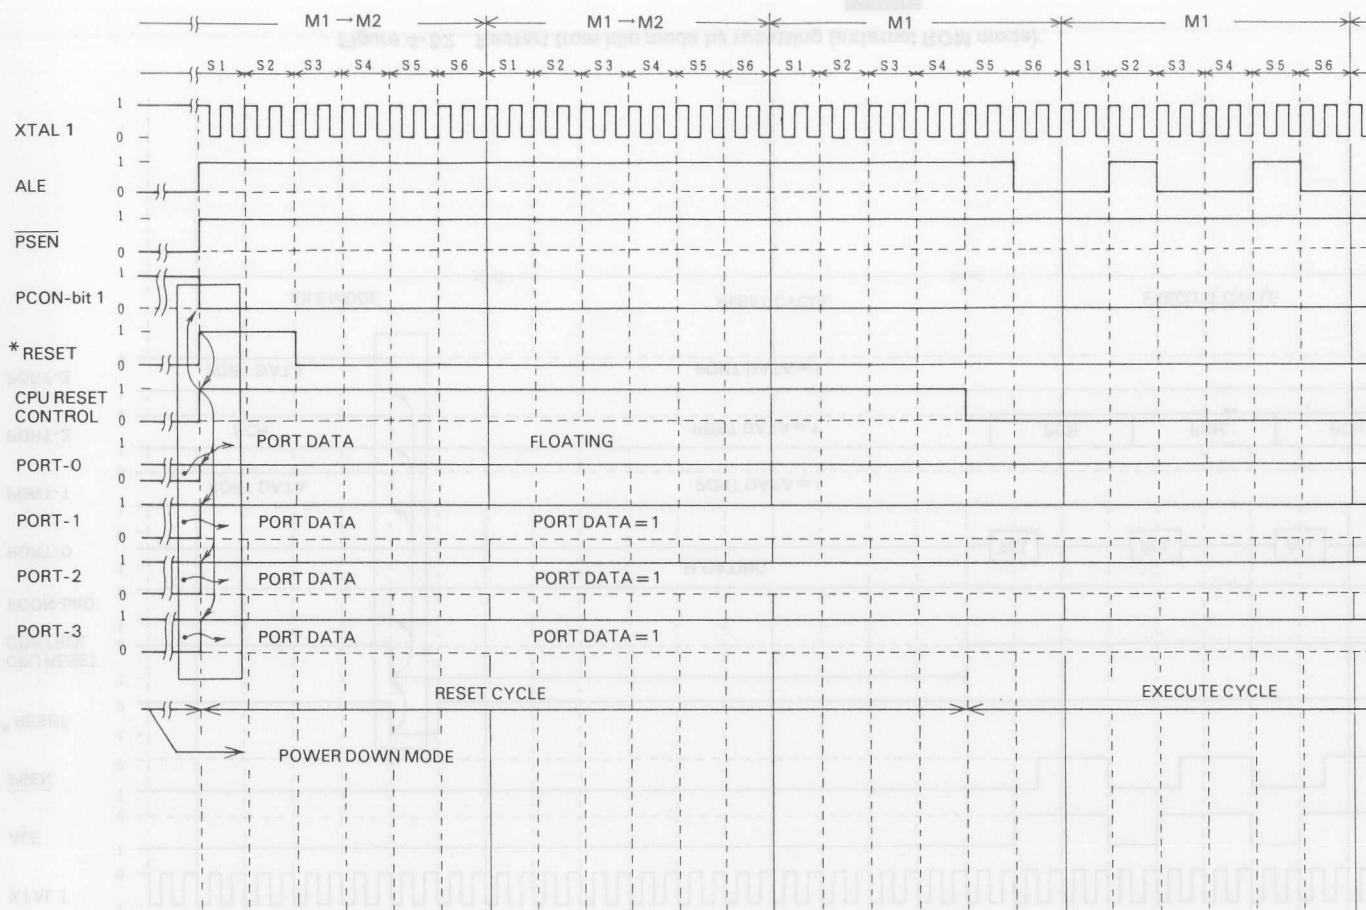 M1 → M2 M1 → M2 M1 M1
S1 S2 S3 S4 S5 S6 S1 S2 S3 S4 S5 S6 S1 S2 S3 S4 S5 S6 S1 S2 S3 S4 S5 S6
1
XTAL 1
0
1
ALE
0
1
PSEN
0
1
PCON-bit 1
0
1
* RESET
0
1
CPU RESET
CONTROL
0
1
PORT DATA FLOATING
PORT-0
0
1
PORT-1 PORT DATA PORT DATA = 1
0
1
PORT-2 PORT DATA PORT DATA = 1
0
1
PORT-3 PORT DATA PORT DATA = 1
0
RESET CYCLE EXECUTE CYCLE
POWER DOWN MODE